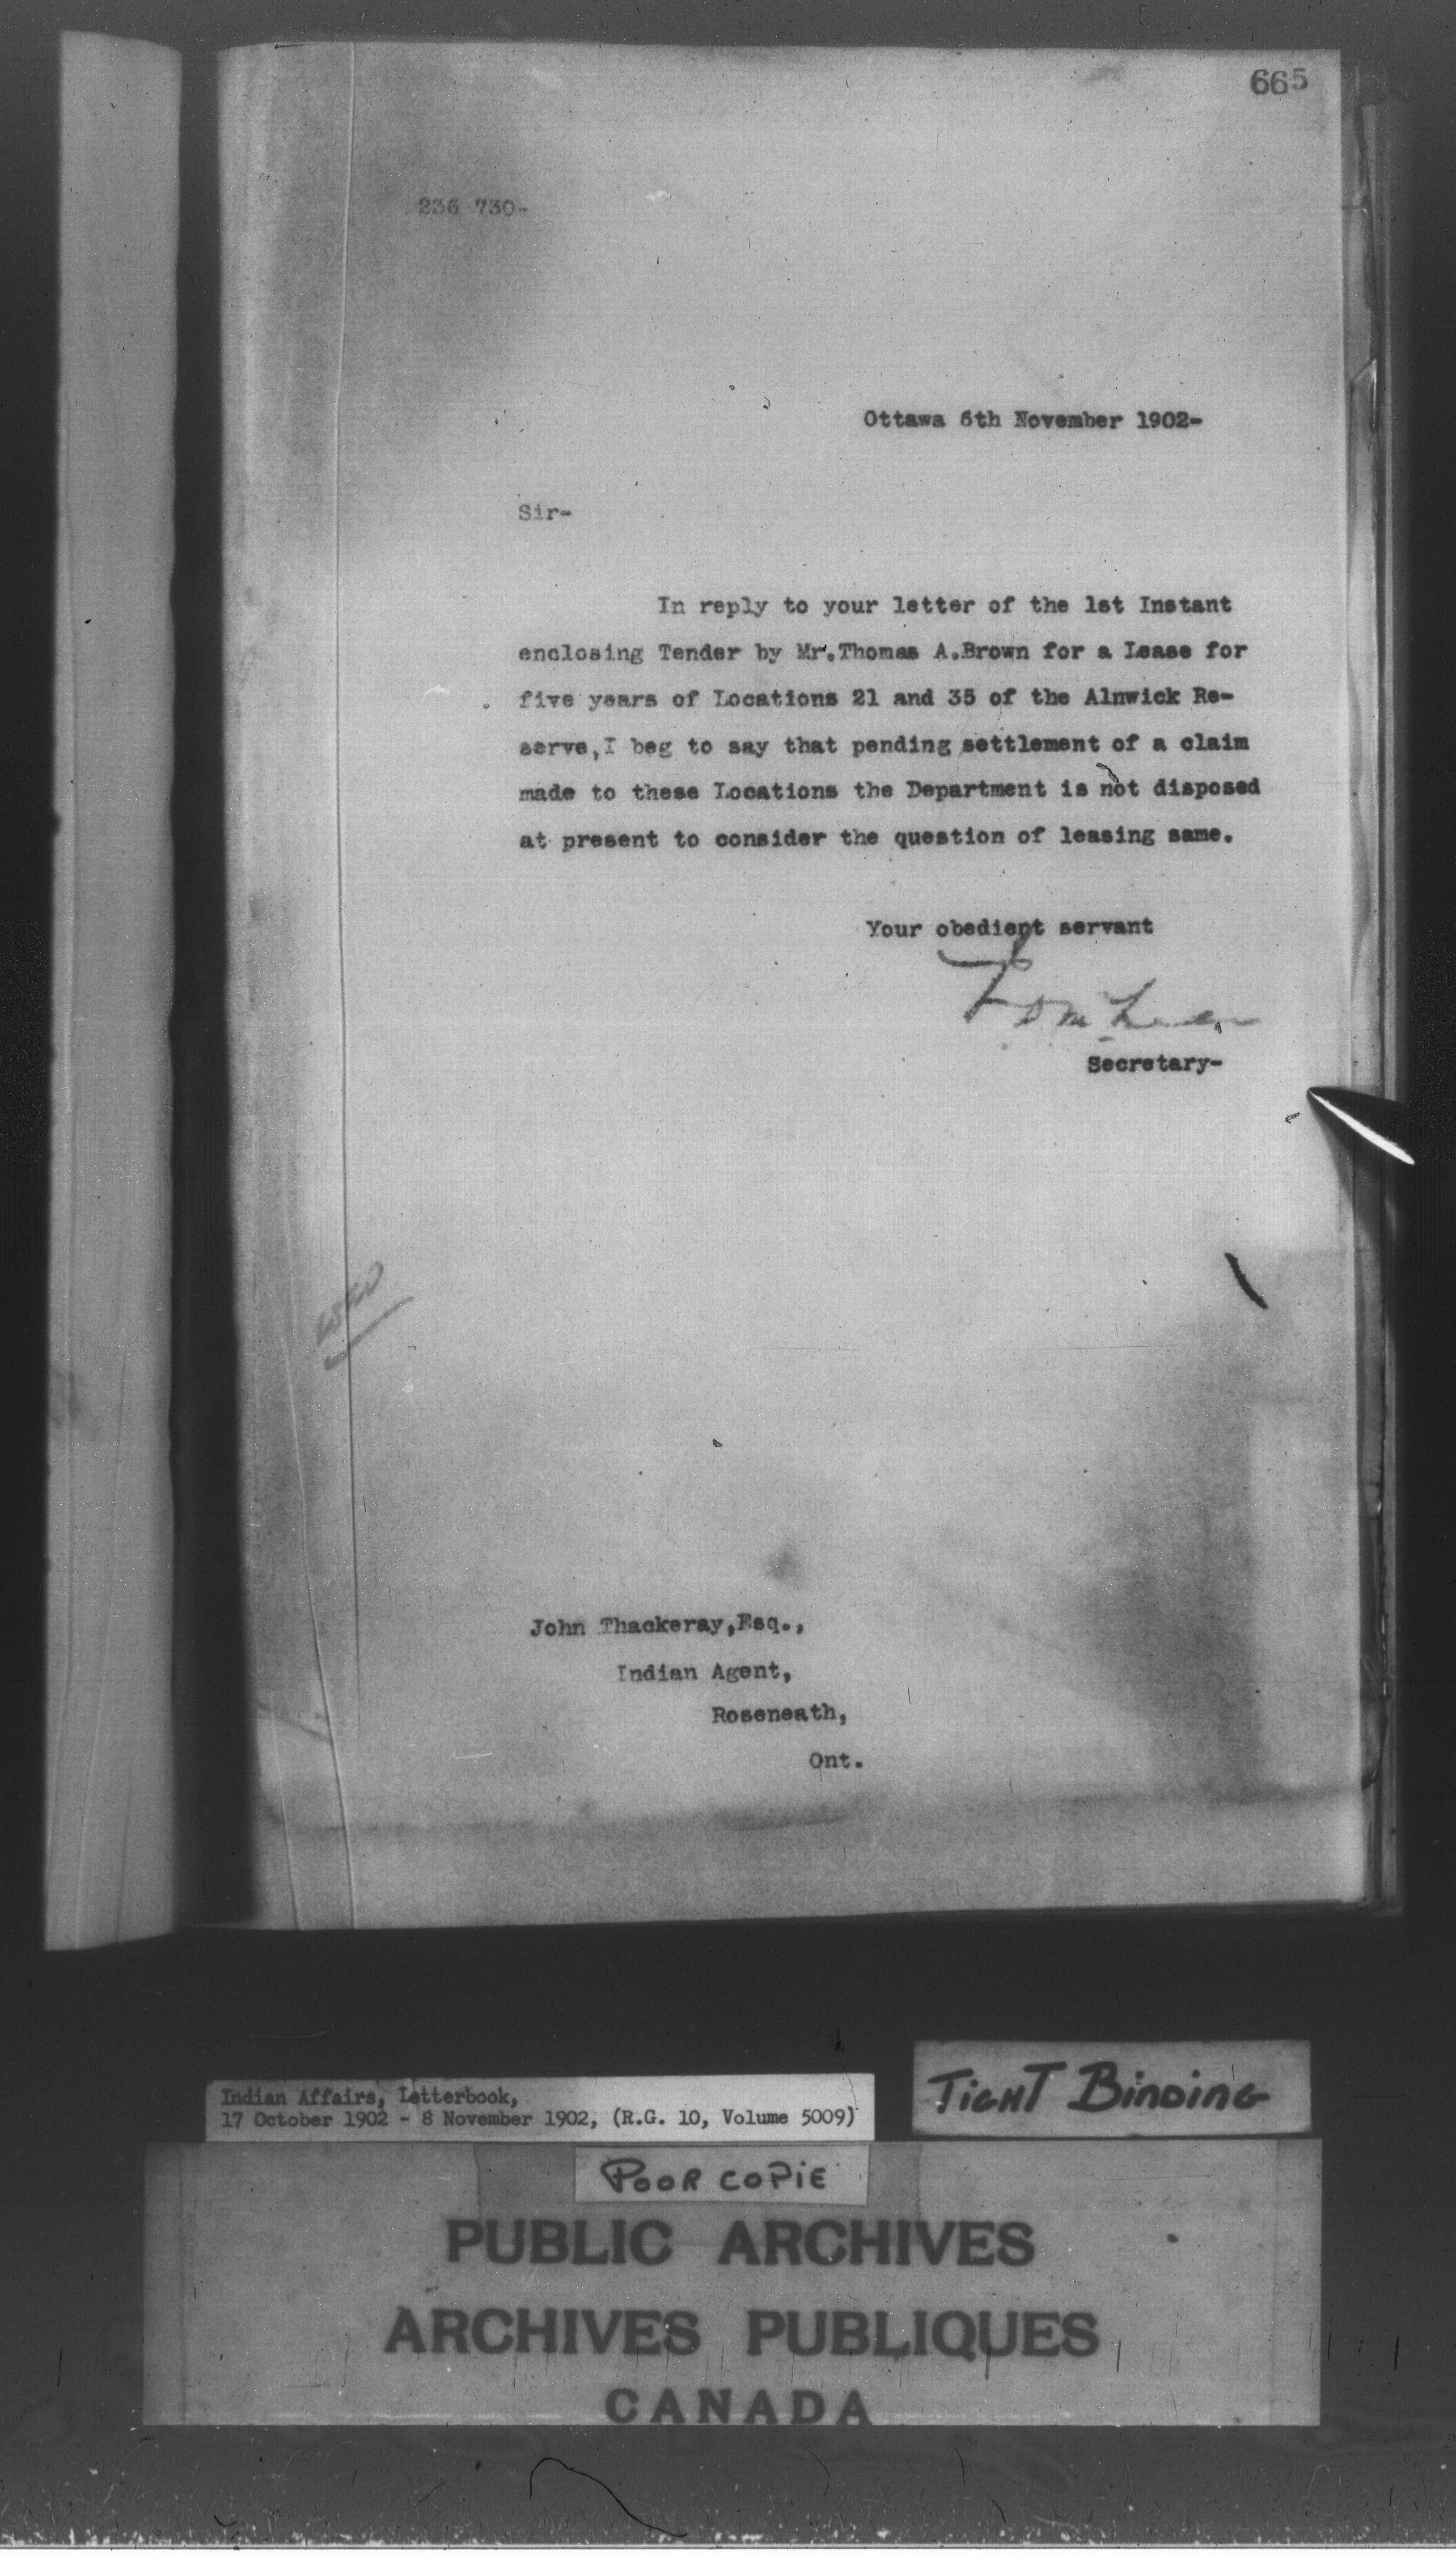 665
236 730-
Ottawa 6th November 1902-
Sir-
In reply to your letter of the 1st Instant
enclosing Tender by Mr.Thomas A.Brown for a Lease for
five years of Locations 21 and 35 of the Alnwick Re-
serve,I beg to say that pending settlement of a claim
made to these Locations the Department is not disposed
at present to consider the question of leasing same.
Your obedient servant
Secretary-
John Thackeray,Esq.,
Indian Agent,
Roseneath,
Ont.
Indian Affairs, Letterbook,
17 October 1902 - 8 November 1902, (R.G. 10, Volume 5009)
TIGHT BINDING
POOR COPIE
PUBLIC ARCHIVES
ARCHIVES PUBLIQUES
CANADA